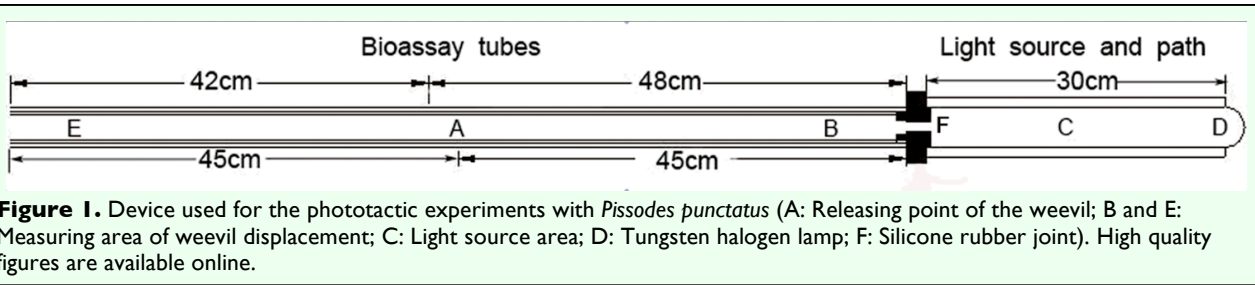 Bioassay tubes
Light source and path
42cm
48cm
30cm
E
A
B
F
C
D
45cm
45cm
Figure 1. Device used for the phototactic experiments with Pissodes punctatus (A: Releasing point of the weevil; B and E:
Measuring area of weevil displacement; C: Light source area; D: Tungsten halogen lamp; F: Silicone rubber joint). High quality
figures are available online.